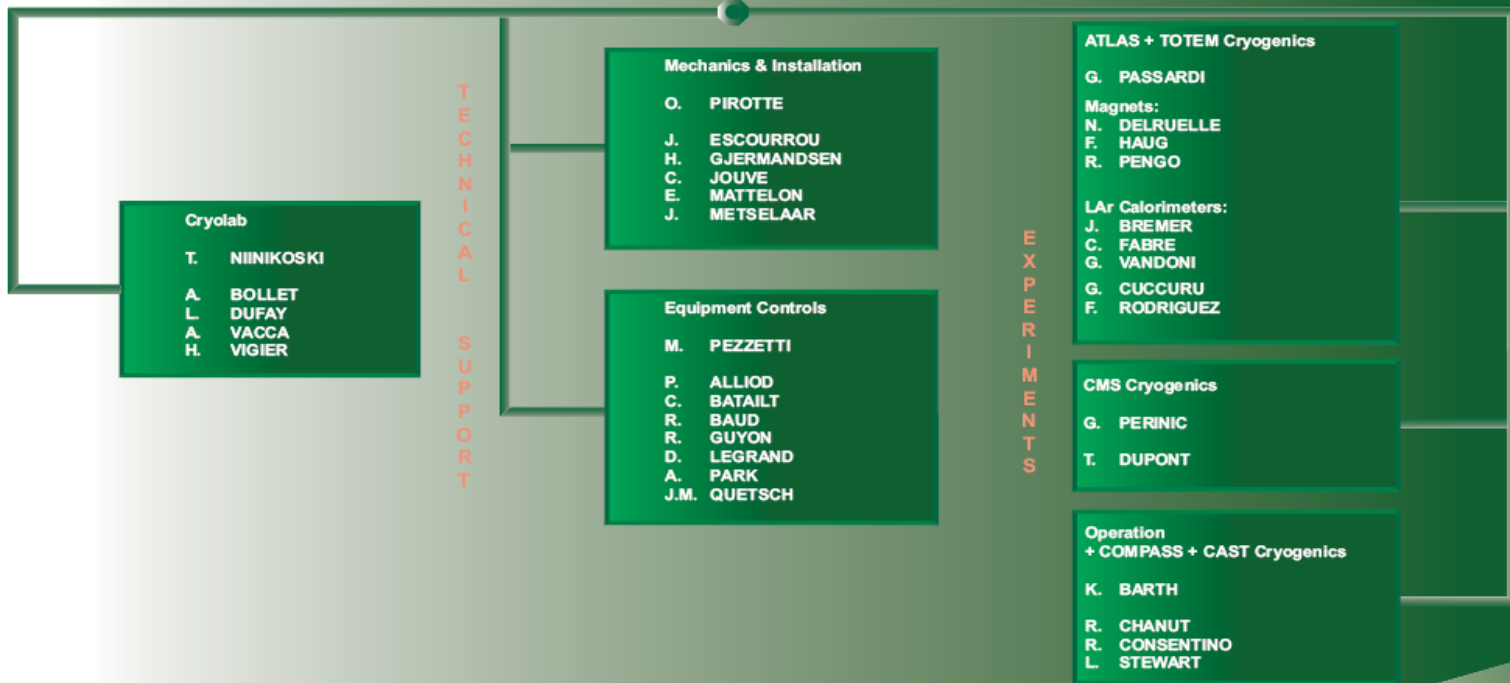 Cryolab
T. NIINIKOSKI
A. BOLLET
L. DUFAY
A. VACCA
H. VIGIER
TECHNICAL SUPPORT
Mechanics & Installation
O. PIROTTE
J. ESCOURROU
H. GJERMANDSEN
C. JOUVE
E. MATTELON
J. METSELAAR
Equipment Controls
M. PEZZETTI
P. ALLIOD
C. BATAILT
R. BAUD
R. GUYON
D. LEGRAND
A. PARK
J.M. QUETSCH
EXPERIMENTS
ATLAS + TOTEM Cryogenics
G. PASSARDI
Magnets:
N. DELRUELLE
F. HAUG
R. PENGO
LAr Calorimeters:
J. BREMER
C. FABRE
G. VANDONI
G. CUCCURU
F. RODRIGUEZ
CMS Cryogenics
G. PERINIC
T. DUPONT
Operation
+ COMPASS + CAST Cryogenics
K. BARTH
R. CHANUT
R. CONSENTINO
L. STEWART